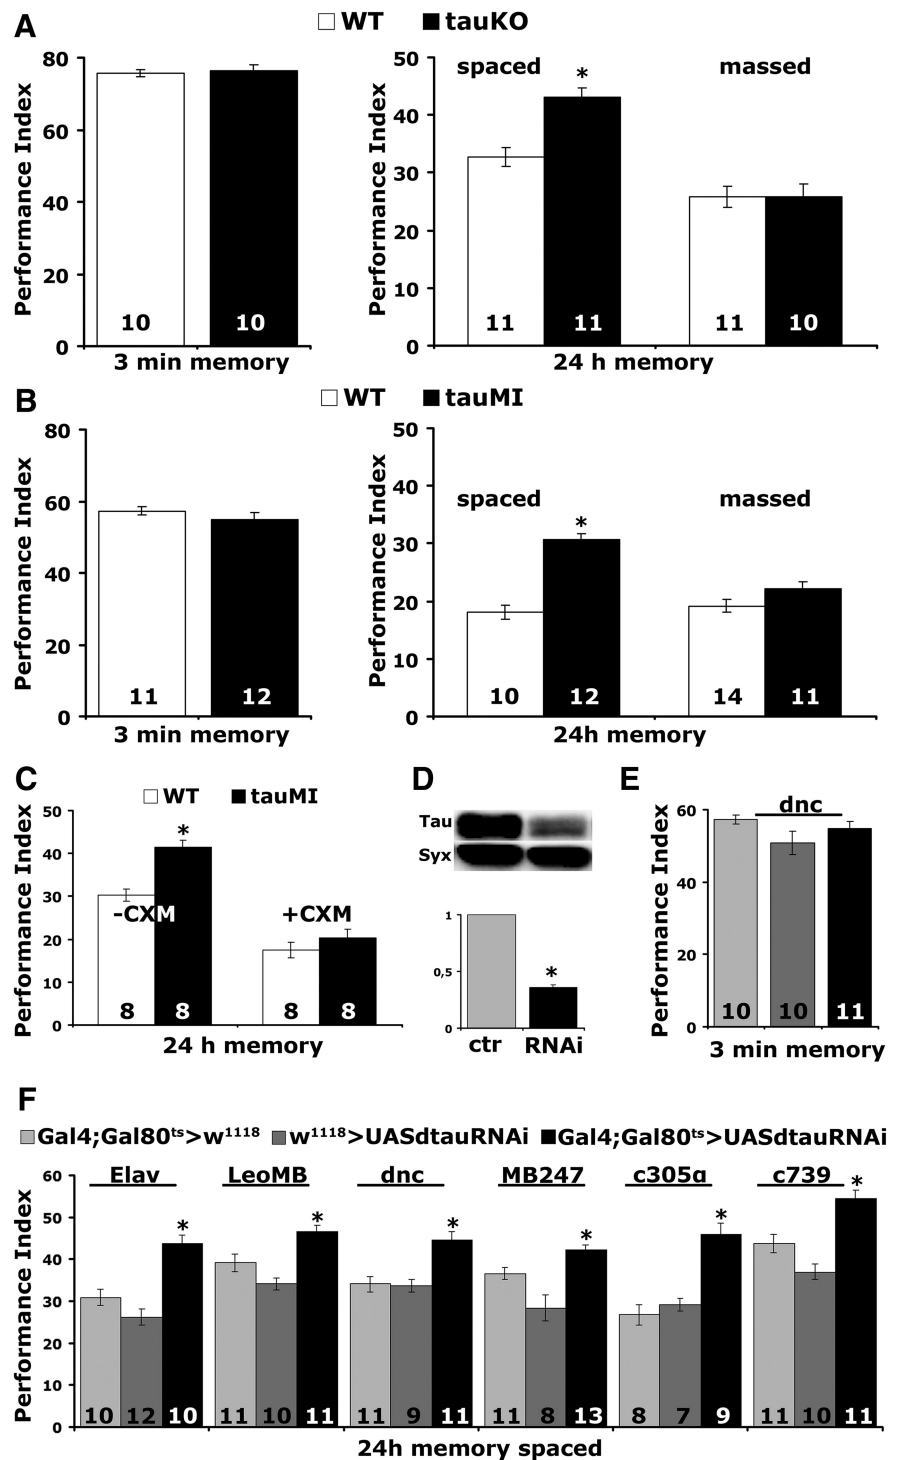 A
WT tauKO
80
60
40
20
0
Performance Index
10 10
3 min memory
50
40
30
20
10
0
Performance Index
spaced massed
*
11 11 11 10
24 h memory
B
WT tauMI
80
60
40
20
0
Performance Index
11 12
3 min memory
50
40
30
20
10
0
Performance Index
spaced massed
*
10 12 14 11
24h memory
C
WT tauMI
50
40
30
20
10
0
Performance Index
*
-CXM +CXM
8 8 8 8
24 h memory
D
Tau
Syx
1
0,5
0
*
ctr RNAi
E
dnc
60
40
20
0
Performance Index
10 10 11
3 min memory
F
Gal4;Gal80ts>w1118 w1118>UASdtauRNAi Gal4;Gal80ts>UASdtauRNAi
60
50
40
30
20
10
0
Performance Index
Elav LeoMB dnc MB247 c305α c739
* * * * * *
10 12 10 11 10 11 11 9 11 11 8 13 8 7 9 11 10 11
24h memory spaced